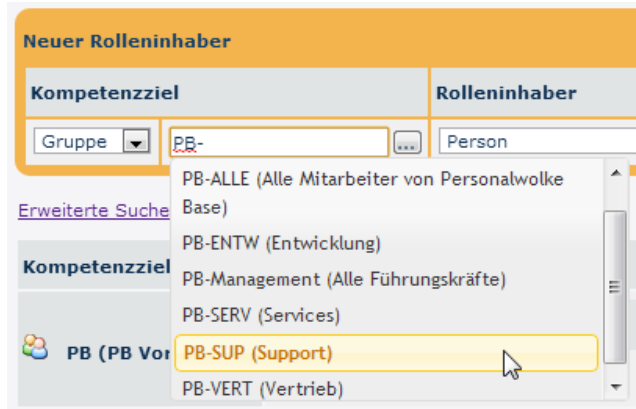 Neuer Rolleninhaber
Kompetenzziel Rolleninhaber
Gruppe PB- ... Person
PB-ALLE (Alle Mitarbeiter von Personalwolke
Base)
Erweiterte Suche
PB-ENTW (Entwicklung)
Kompetenzziel
PB-Management (Alle Führungskräfte)
PB-SERV (Services)
PB (PB Vor
PB-SUP (Support)
PB-VERT (Vertrieb)